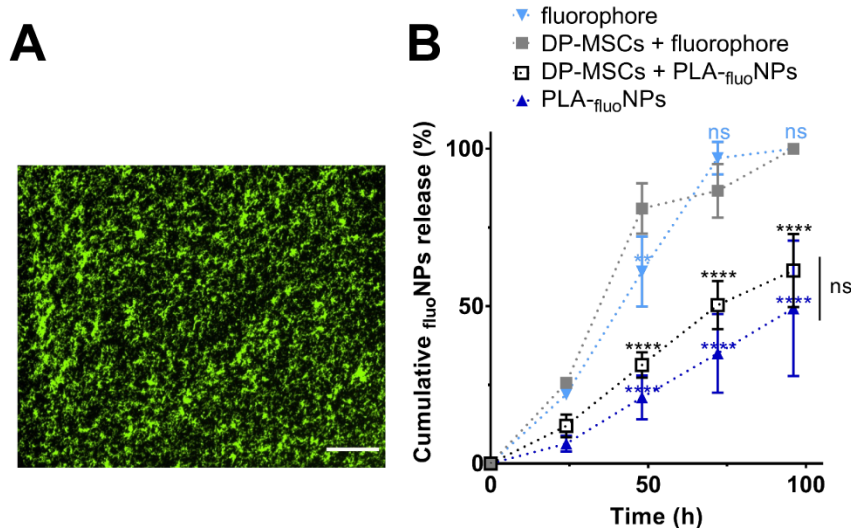 A
B
fluorophore
DP-MSCs + fluorophore
DP-MSCs + PLA-fluoNPs
PLA-fluoNPs
Cumulative fluoNPs release (%)
100
50
0
ns
ns
**
****
****
****
****
****
****
ns
0
50
100
Time (h)